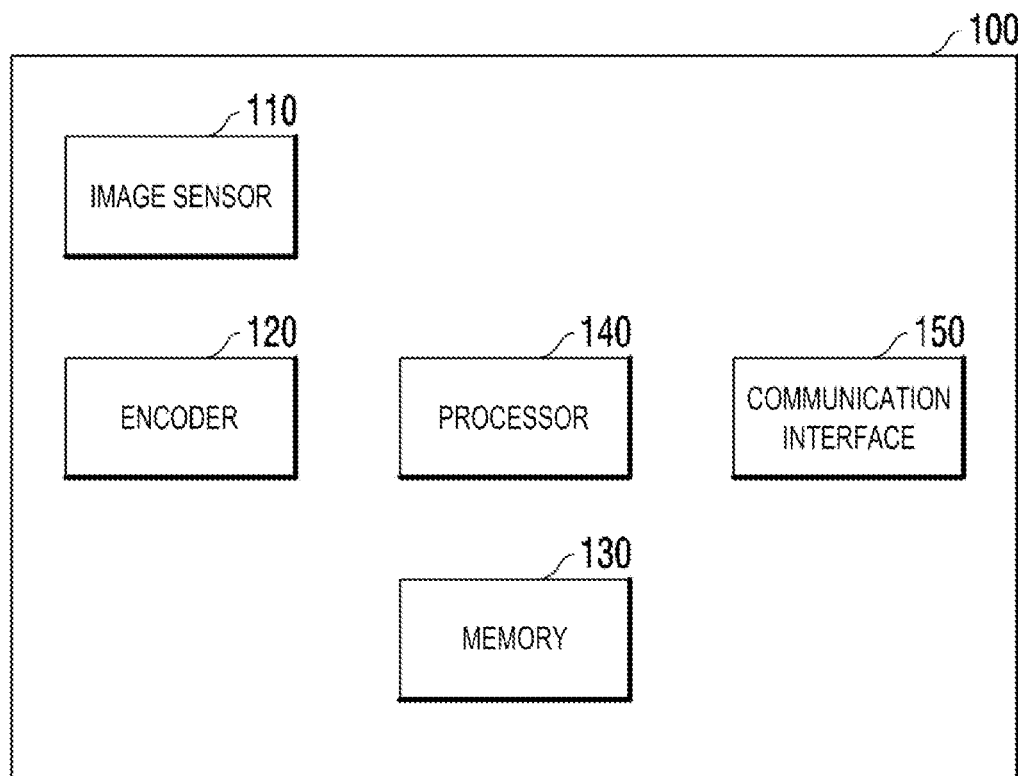 100
110
IMAGE SENSOR
120
140
150
ENCODER
PROCESSOR
COMMUNICATION
INTERFACE
130
MEMORY